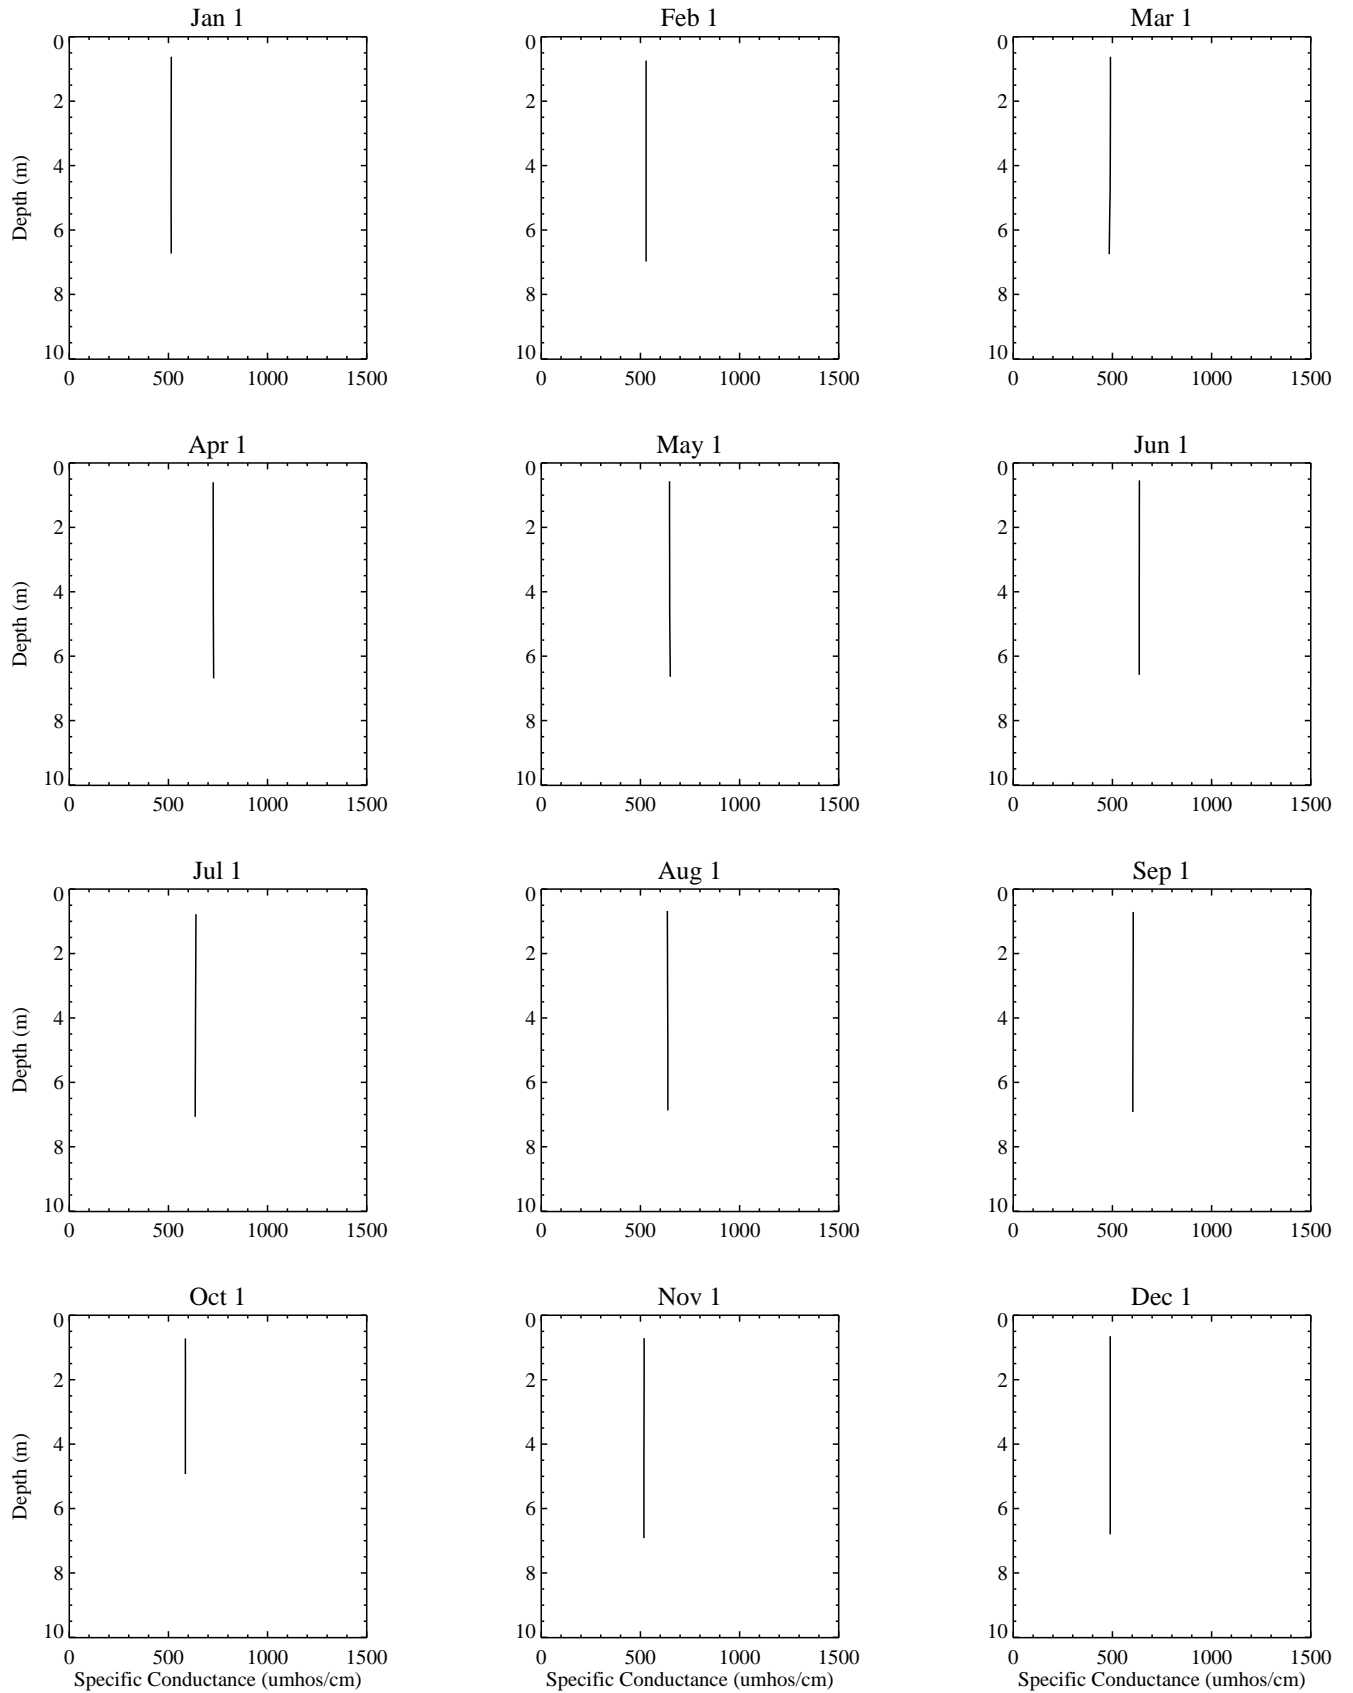 Jan 1 Feb 1 Mar 1
0 0 0
2 2 2
4 4 4
6 6 6
8 8 8
10 10 10
Depth (m)
0 500 1000 1500 0 500 1000 1500 0 500 1000 1500
Apr 1 May 1 Jun 1
0 0 0
2 2 2
4 4 4
6 6 6
8 8 8
10 10 10
Depth (m)
0 500 1000 1500 0 500 1000 1500 0 500 1000 1500
Jul 1 Aug 1 Sep 1
0 0 0
2 2 2
4 4 4
6 6 6
8 8 8
10 10 10
Depth (m)
0 500 1000 1500 0 500 1000 1500 0 500 1000 1500
Oct 1 Nov 1 Dec 1
0 0 0
2 2 2
4 4 4
6 6 6
8 8 8
10 10 10
Depth (m)
0 500 1000 1500 0 500 1000 1500 0 500 1000 1500
Specific Conductance (umhos/cm) Specific Conductance (umhos/cm) Specific Conductance (umhos/cm)